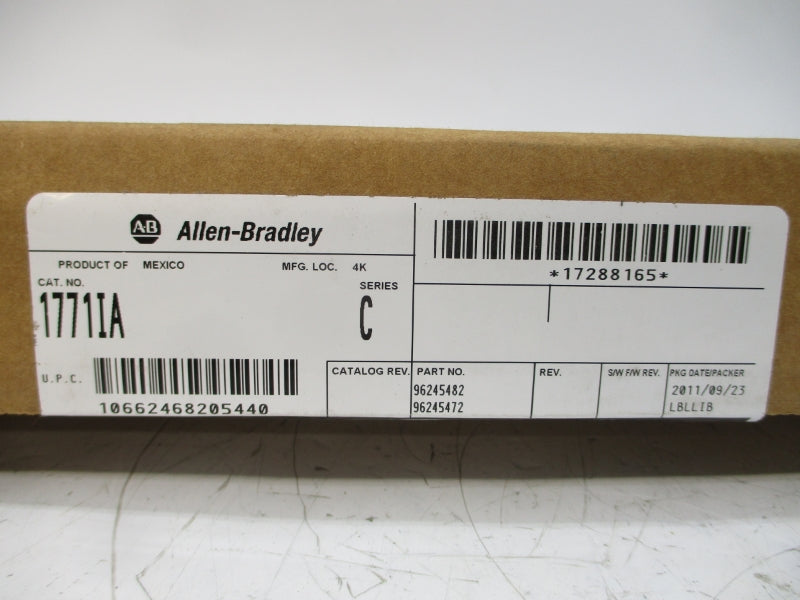 A-B Allen-Bradley
*17288165*
PRODUCT OF MEXICO MFG. LOC. 4K
CAT. NO. SERIES
1771IA C
U.P.C.
10662468205440
CATALOG REV. PART NO. REV. S/W F/W REV. PKG DATE/PACKER
96245482 2011/09/23
96245472 LBLLIB